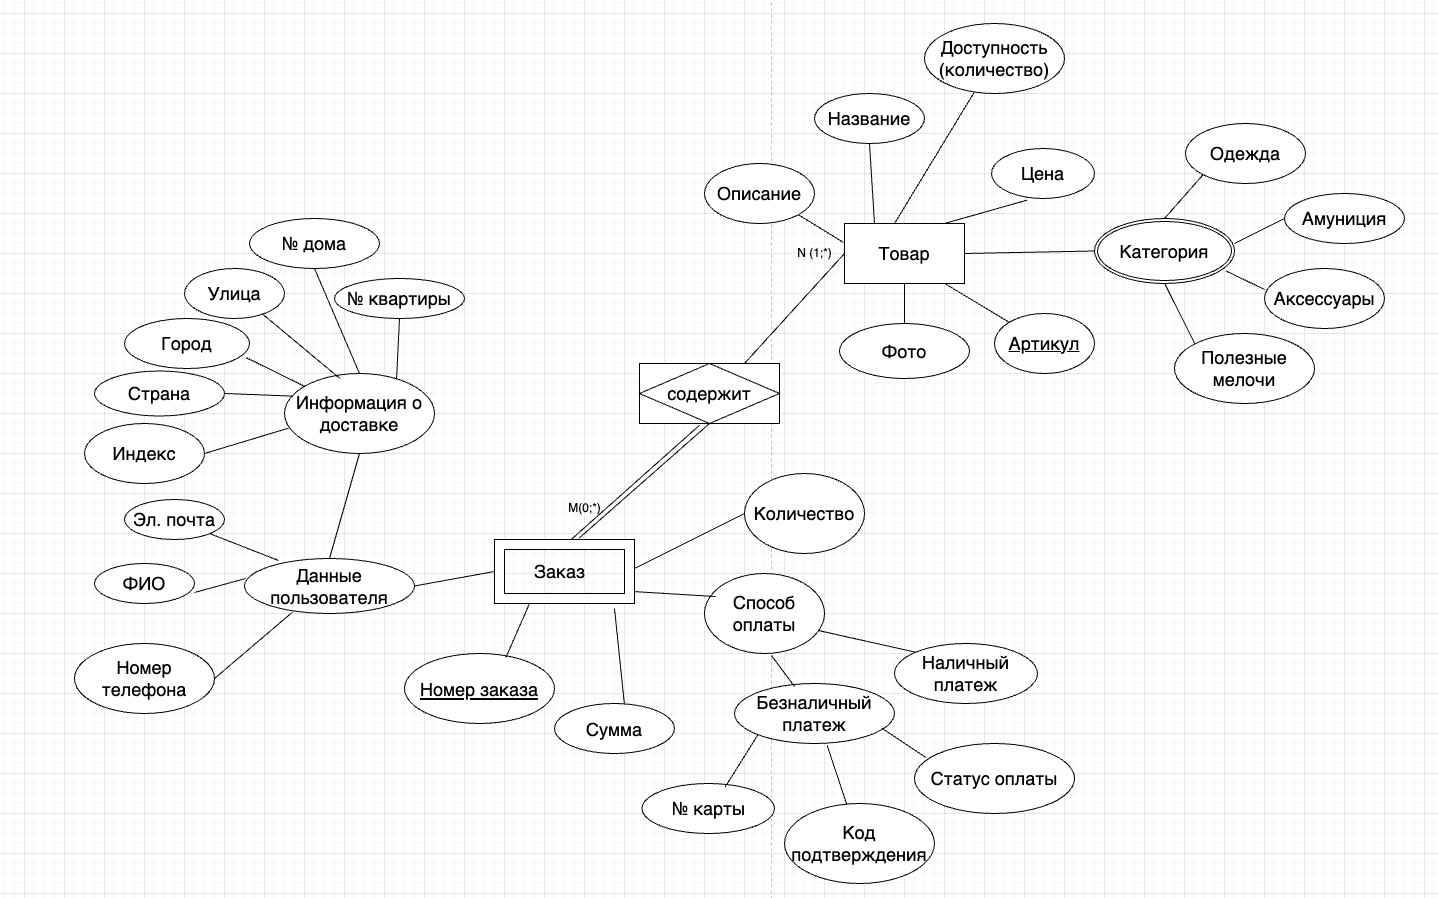 Доступность
(количество)
Название
Цена
Описание
Одежда
Амуниция
N (1;*)
Товар
Категория
Аксессуары
Фото
Артикул
Полезные
мелочи
№ дома
Улица
№ квартиры
Город
Страна
Информация о
доставке
Индекс
содержит
M(0;*)
Количество
Эл. почта
ФИО
Данные
пользователя
Заказ
Способ
оплаты
Номер
телефона
Номер заказа
Сумма
Наличный
платеж
Безналичный
платеж
Статус оплаты
№ карты
Код
подтверждения